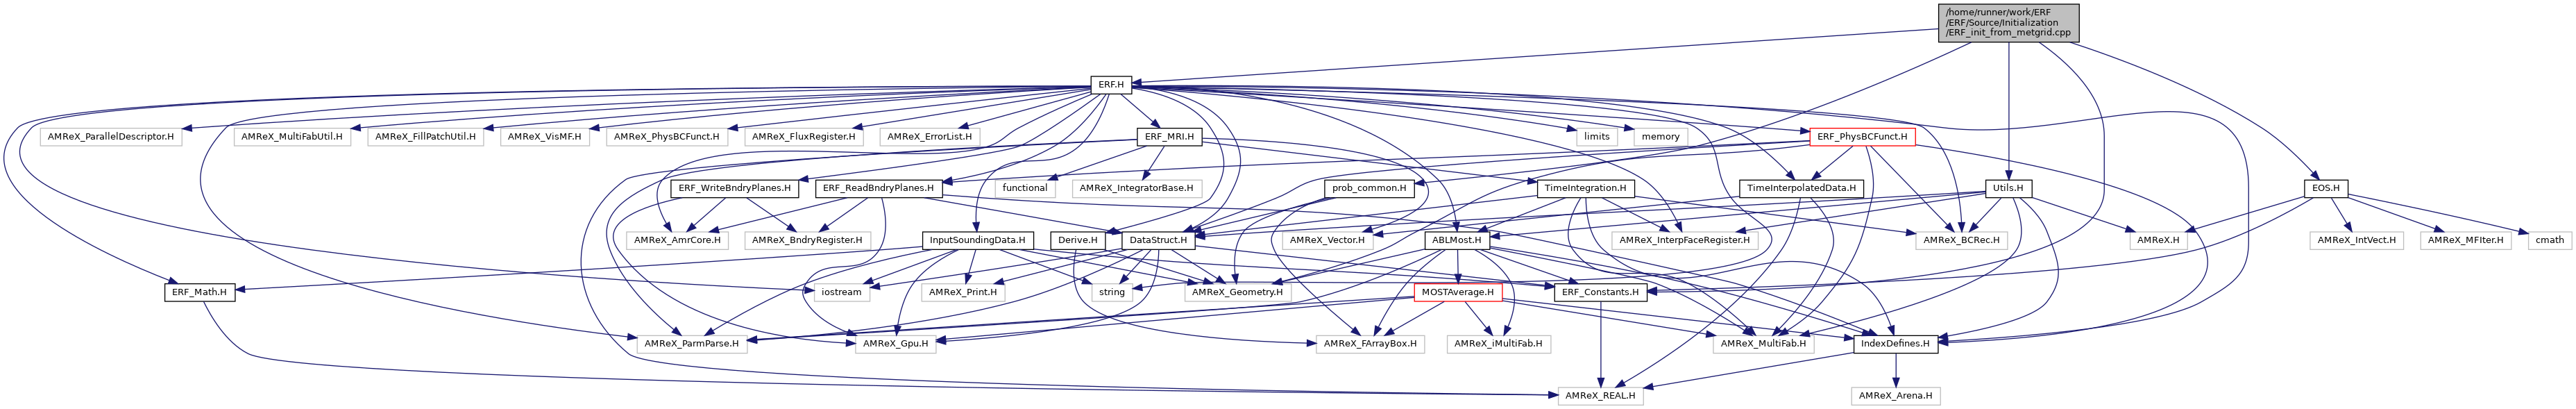 /home/runner/work/ERF
/ERF/Source/Initialization
/ERF_init_from_metgrid.cpp
ERF.H
AMReX_ParallelDescriptor.H
AMReX_MultiFabUtil.H
AMReX_FillPatchUtil.H
AMReX_VisMF.H
AMReX_PhysBCFunct.H
AMReX_FluxRegister.H
AMReX_ErrorList.H
ERF_MRI.H
limits
memory
ERF_PhysBCFunct.H
ERF_WriteBndryPlanes.H
ERF_ReadBndryPlanes.H
functional
AMReX_IntegratorBase.H
prob_common.H
TimeIntegration.H
TimeInterpolatedData.H
Utils.H
EOS.H
AMReX_AmrCore.H
AMReX_BndryRegister.H
InputSoundingData.H
Derive.H
DataStruct.H
AMReX_Vector.H
ABLMost.H
AMReX_InterpFaceRegister.H
AMReX_BCRec.H
AMReX.H
AMReX_IntVect.H
AMReX_MFIter.H
cmath
ERF_Math.H
iostream
AMReX_Print.H
string
AMReX_Geometry.H
MOSTAverage.H
ERF_Constants.H
AMReX_ParmParse.H
AMReX_Gpu.H
AMReX_FArrayBox.H
AMReX_iMultiFab.H
AMReX_MultiFab.H
IndexDefines.H
AMReX_REAL.H
AMReX_Arena.H